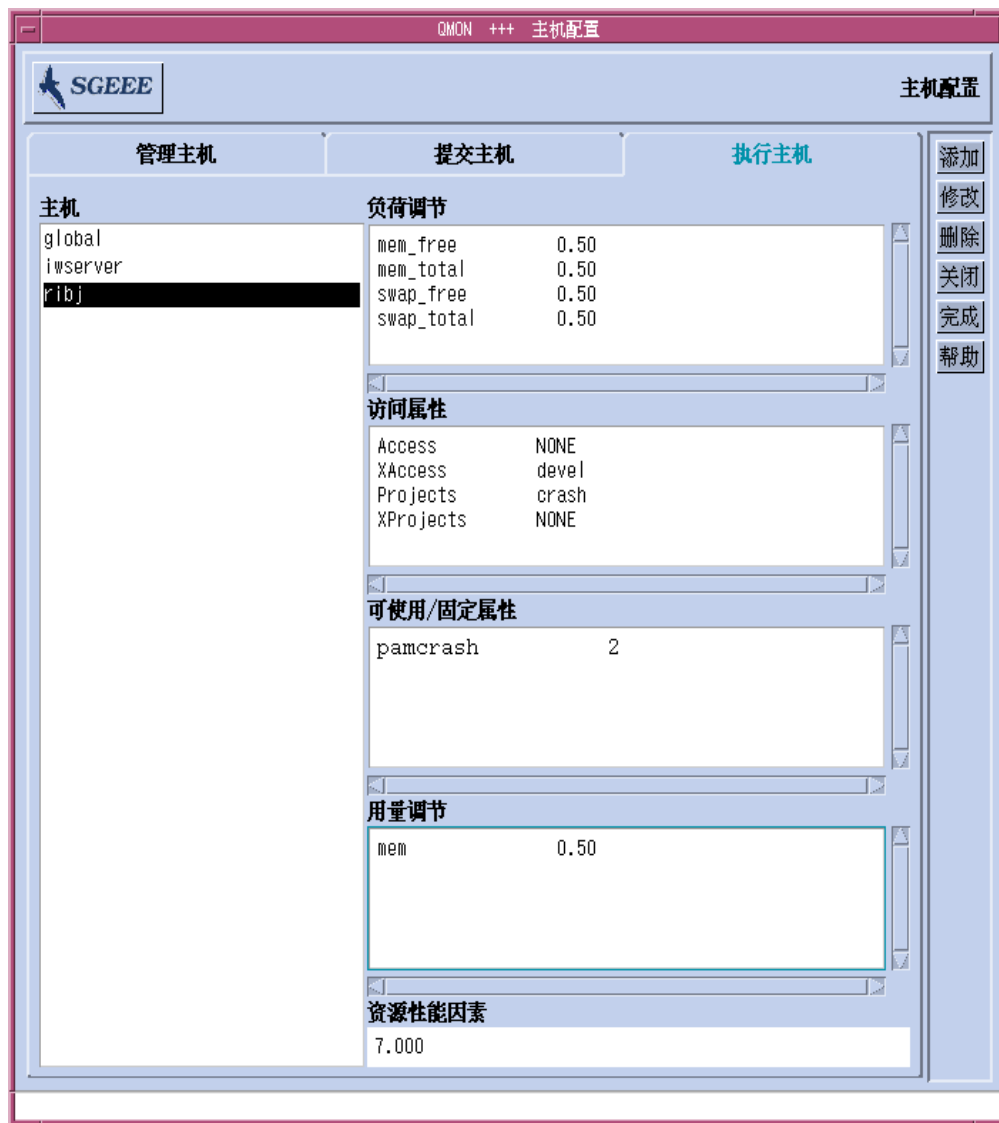 QMON +++ 主机配置
SGEEE
主机配置
管理主机 提交主机 执行主机
添加
修改
删除
关闭
完成
帮助
主机
global
iwserver
ribj
负荷调节
mem_free 0.50
mem_total 0.50
swap_free 0.50
swap_total 0.50
访问属性
Access NONE
XAccess devel
Projects crash
XProjects NONE
可使用/固定属性
pamcrash 2
用量调节
mem 0.50
资源性能因素
7.000